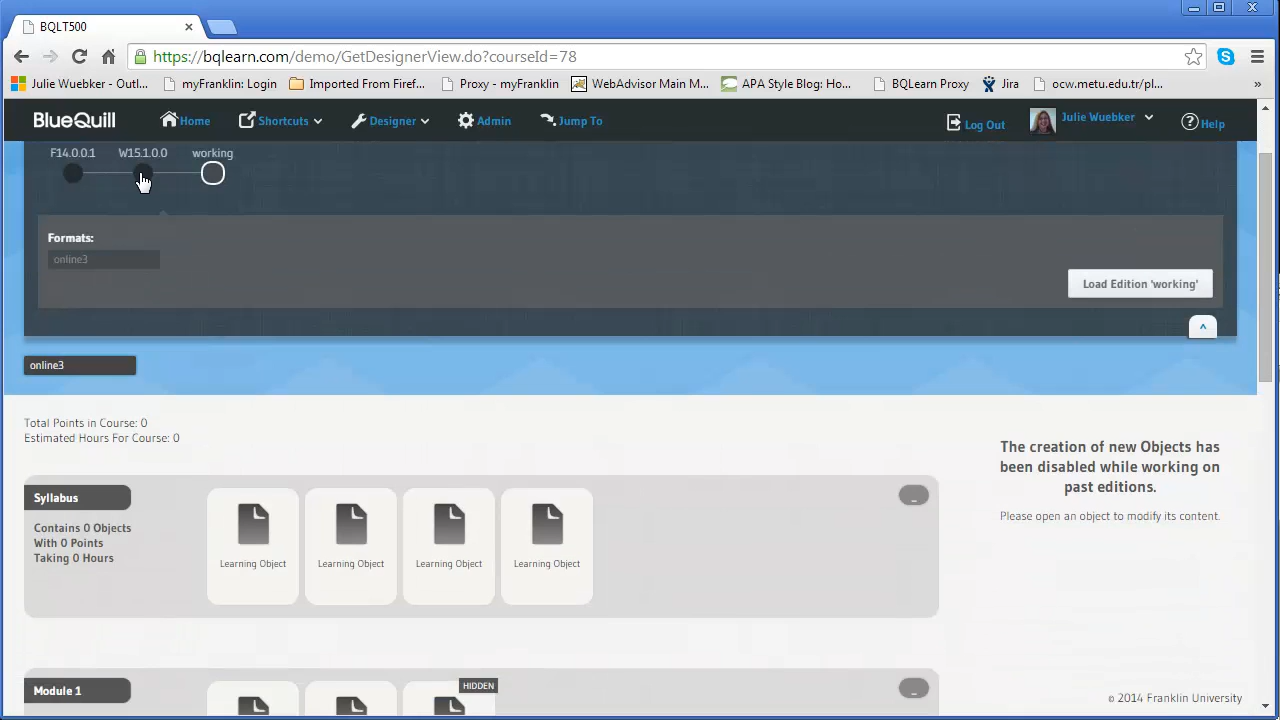 BQLT500
https://bqlearn.com/demo/GetDesignerView.do?courseId=78
Julie Wuebker - Outl... myFranklin: Login Imported From Firef... Proxy - myFranklin WebAdvisor Main M... APA Style Blog: Ho... BQLearn Proxy Jira ocw.metu.edu.tr/pl... »
BlueQuill Home Shortcuts Designer Admin Jump To Log Out Julie Wuebker Help
F14.0.0.1 W15.1.0.0 working
Formats:
online3
Load Edition 'working'
^
online3
Total Points in Course: 0
Estimated Hours For Course: 0
The creation of new Objects has
been disabled while working on
past editions.
Please open an object to modify its content.
Syllabus
Contains 0 Objects
With 0 Points
Taking 0 Hours
Learning Object Learning Object Learning Object Learning Object
Module 1
HIDDEN
© 2014 Franklin University